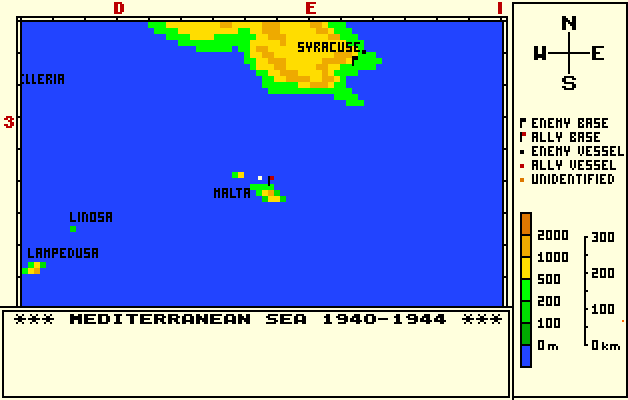 D E I
N
SYRACUSE
W E
LLERIA
S
3
ENEMY BASE
ALLY BASE
ENEMY VESSEL
ALLY VESSEL
UNIDENTIFIED
MALTA
LINOSA
LAMPEDUSA
2000
1000
500
200
100
0m
300
200
100
0km
*** MEDITERRANEAN SEA 1940-1944 ***